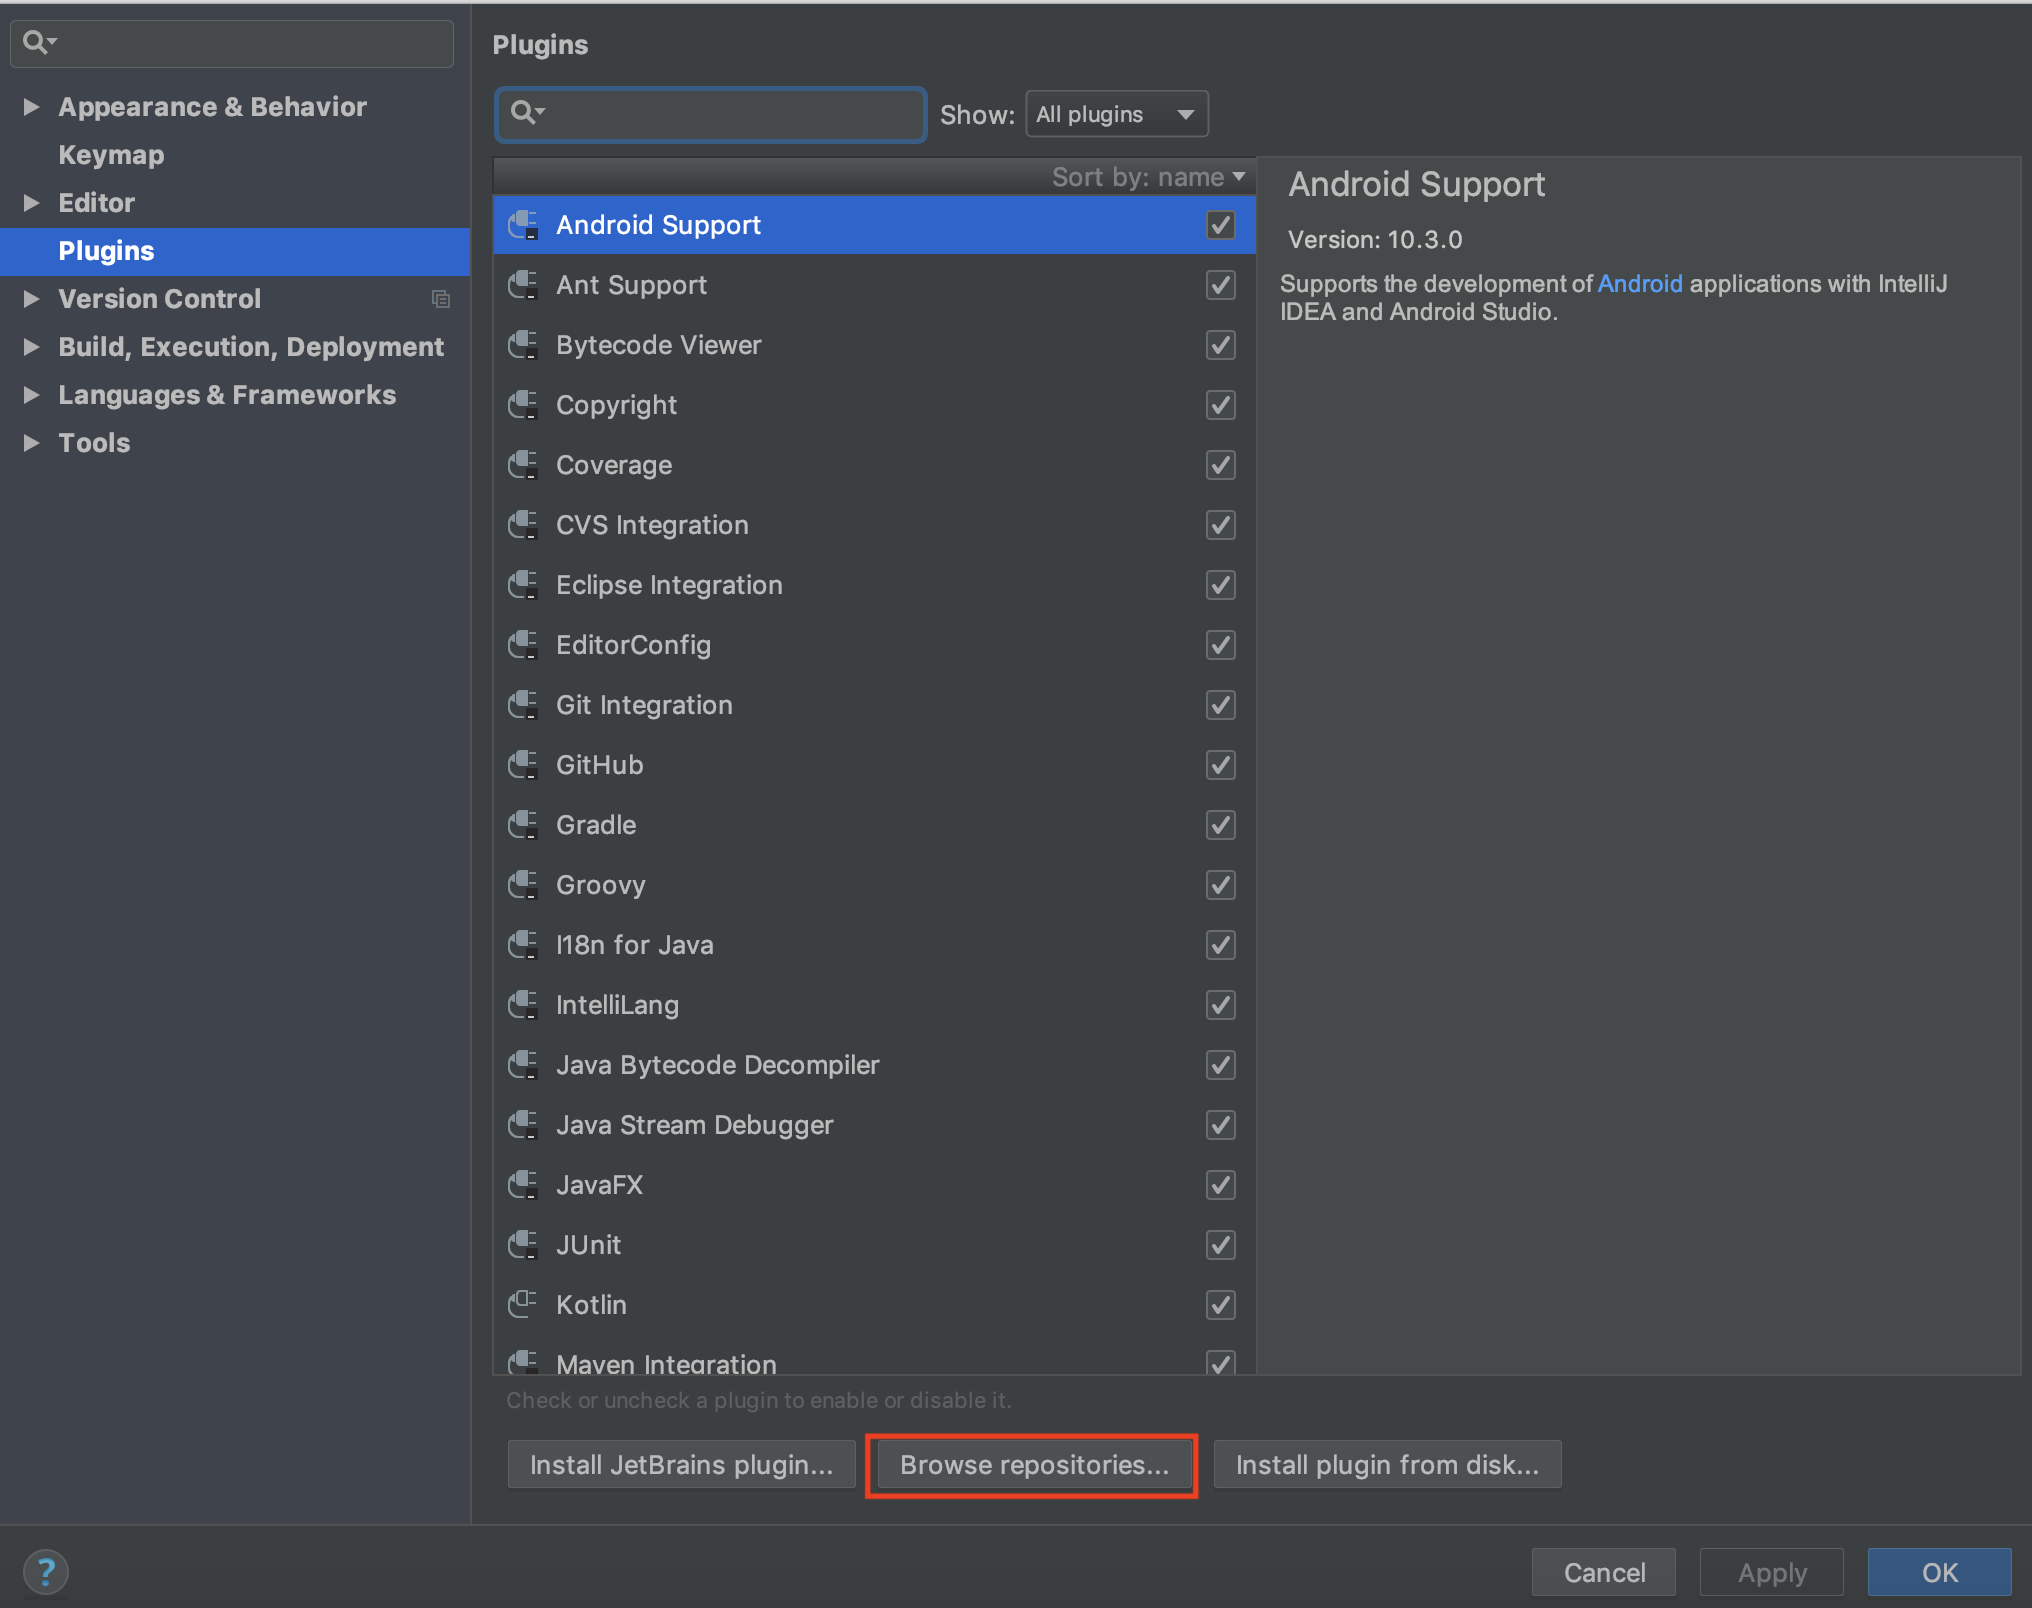 Appearance & Behavior
Keymap
Editor
Plugins
Version Control
Build, Execution, Deployment
Languages & Frameworks
Tools
Plugins
Show: All plugins
Sort by: name
Android Support
Ant Support
Bytecode Viewer
Copyright
Coverage
CVS Integration
Eclipse Integration
EditorConfig
Git Integration
GitHub
Gradle
Groovy
I18n for Java
IntelliLang
Java Bytecode Decompiler
Java Stream Debugger
JavaFX
JUnit
Kotlin
Maven Integration
Android Support
Version: 10.3.0
Supports the development of Android applications with IntelliJ
IDEA and Android Studio.
Check or uncheck a plugin to enable or disable it.
Install JetBrains plugin... Browse repositories... Install plugin from disk...
? Cancel Apply OK